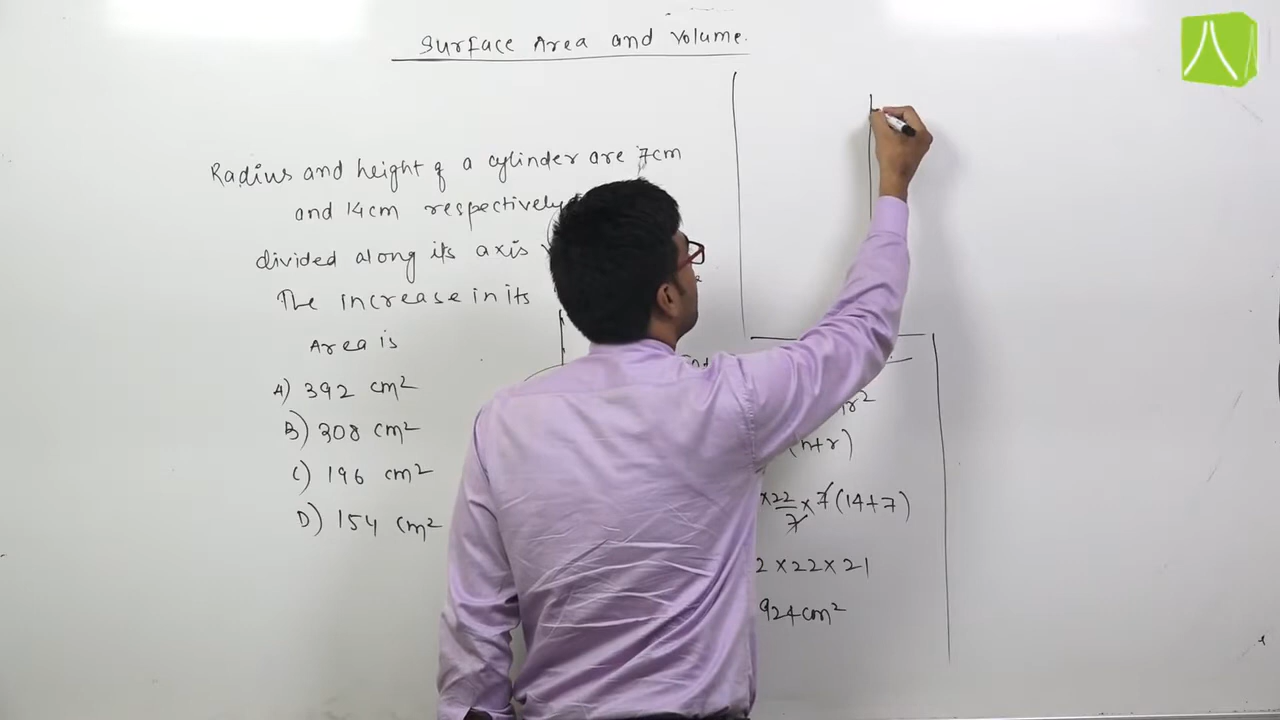 Surface Area and Volume.
Radius and height of a cylinder are 7cm
and 14cm respectively
divided along its axis
The increase in its
Area is
A) 392 cm²
B) 308 cm²
C) 196 cm²
D) 154 cm²
r²
(h+r)
×22/7×7(14+7)
2×22×21
924cm²